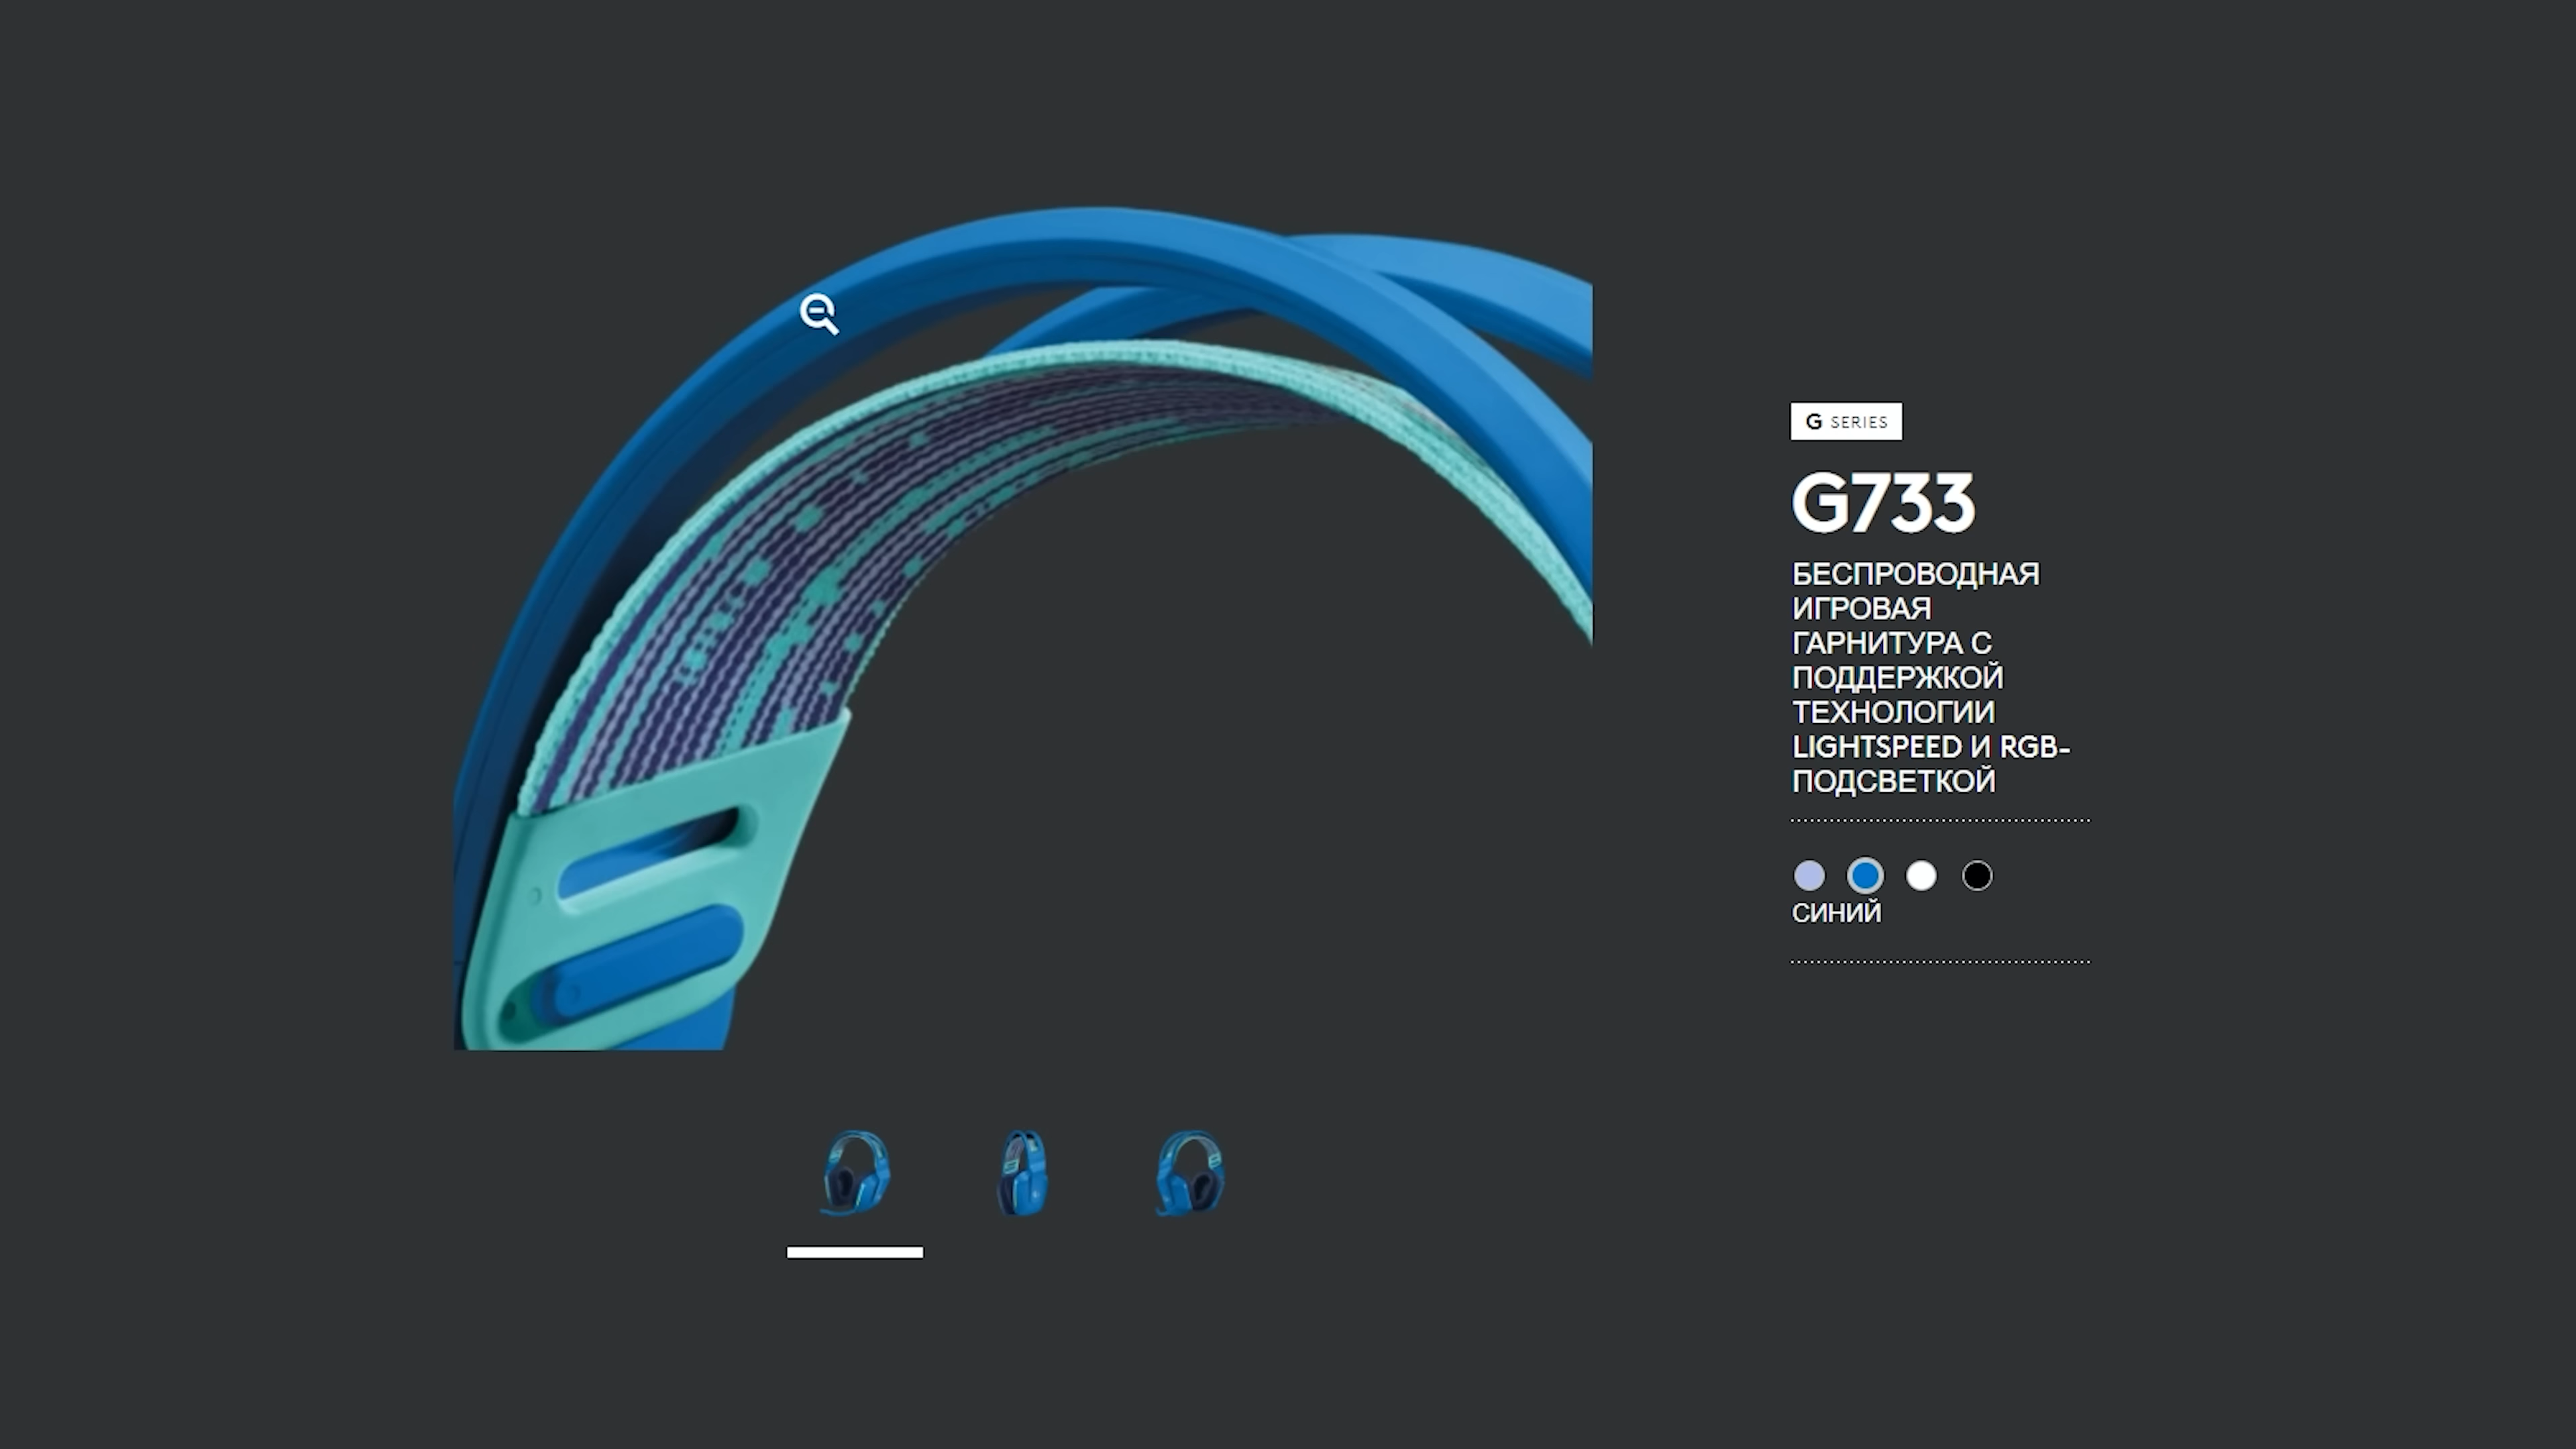 G SERIES
G733
БЕСПРОВОДНАЯ
ИГРОВАЯ
ГАРНИТУРА С
ПОДДЕРЖКОЙ
ТЕХНОЛОГИИ
LIGHTSPEED И RGB-
ПОДСВЕТКОЙ
СИНИЙ